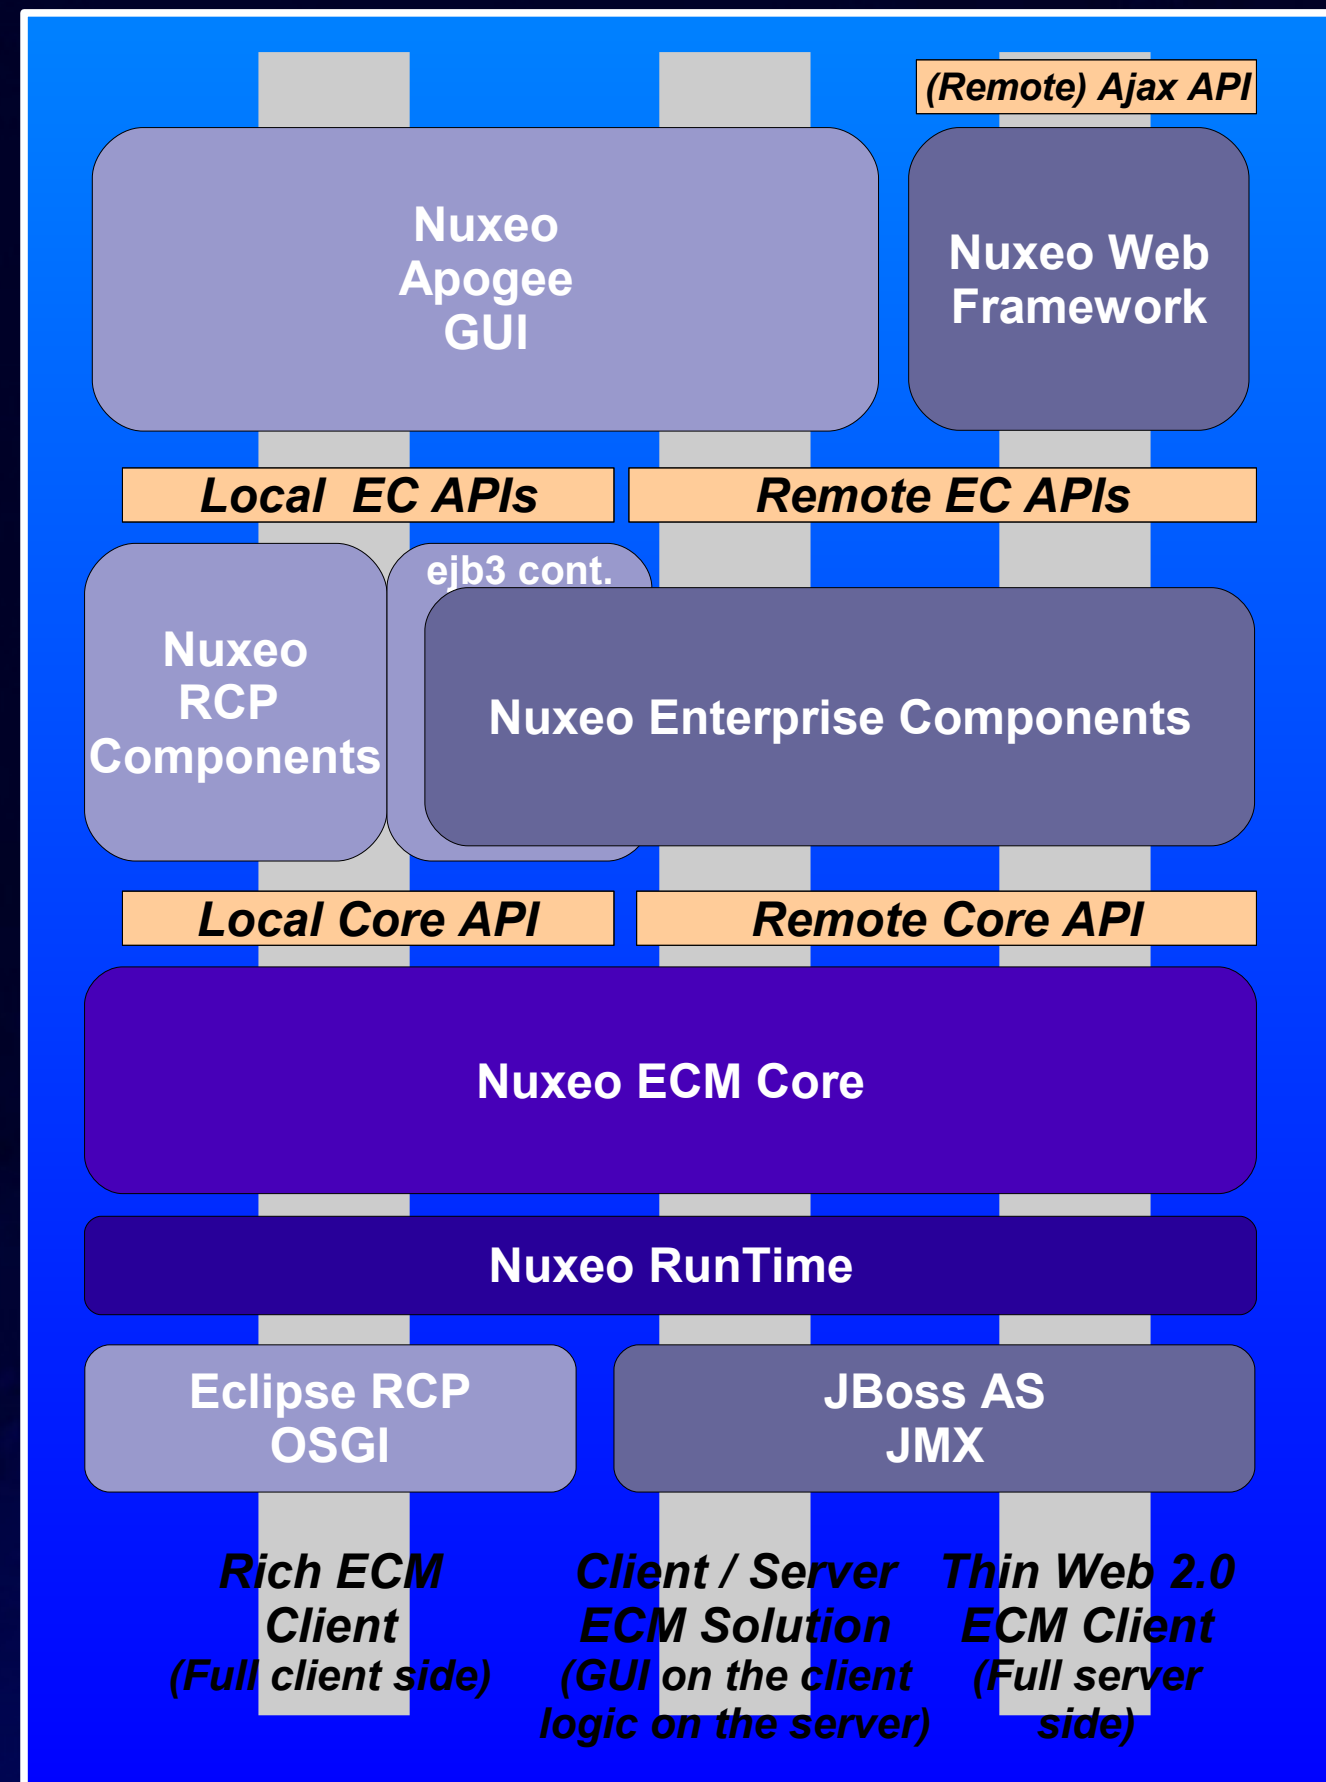 (Remote) Ajax API
Nuxeo
Apogee
GUI
Nuxeo Web
Framework
Local EC APIs
Remote EC APIs
ejb3 cont.
Nuxeo
RCP
Components
Nuxeo Enterprise Components
Local Core API
Remote Core API
Nuxeo ECM Core
Nuxeo RunTime
Eclipse RCP
OSGI
JBoss AS
JMX
Rich ECM
Client
(Full client side)
Client / Server
ECM Solution
(GUI on the client
logic on the server)
Thin Web 2.0
ECM Client
(Full server
side)